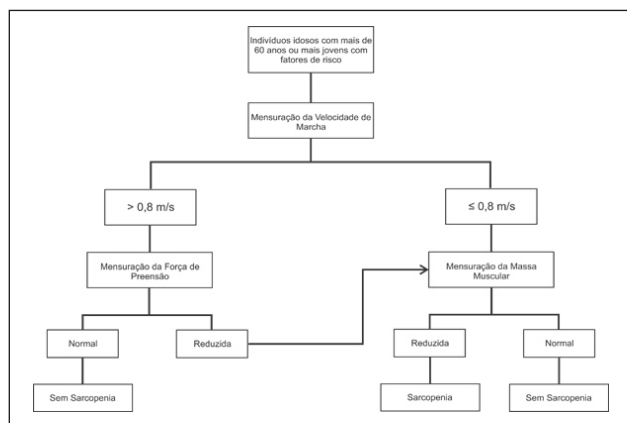 Indivíduos idosos com mais de
60 anos ou mais jovens com
fatores de risco
Mensuração da Velocidade de
Marcha
> 0,8 m/s
≤ 0,8 m/s
Mensuração da Força de
Preensão
Mensuração da Massa
Muscular
Normal
Reduzida
Reduzida
Normal
Sem Sarcopenia
Sarcopenia
Sem Sarcopenia